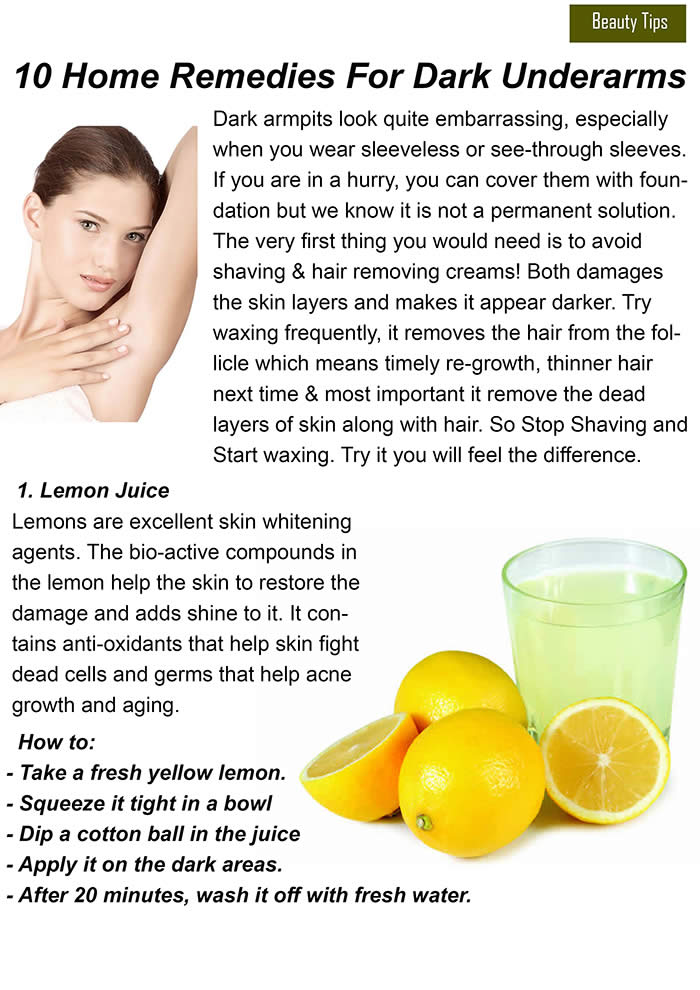 Beauty Tips
10 Home Remedies For Dark Underarms
Dark armpits look quite embarrassing, especially
when you wear sleeveless or see-through sleeves.
If you are in a hurry, you can cover them with foun-
dation but we know it is not a permanent solution.
The very first thing you would need is to avoid
shaving & hair removing creams! Both damages
the skin layers and makes it appear darker. Try
waxing frequently, it removes the hair from the fol-
licle which means timely re-growth, thinner hair
next time & most important it remove the dead
layers of skin along with hair. So Stop Shaving and
Start waxing. Try it you will feel the difference.
1. Lemon Juice
Lemons are excellent skin whitening
agents. The bio-active compounds in
the lemon help the skin to restore the
damage and adds shine to it. It con-
tains anti-oxidants that help skin fight
dead cells and germs that help acne
growth and aging.
How to:
- Take a fresh yellow lemon.
- Squeeze it tight in a bowl
- Dip a cotton ball in the juice
- Apply it on the dark areas.
- After 20 minutes, wash it off with fresh water.